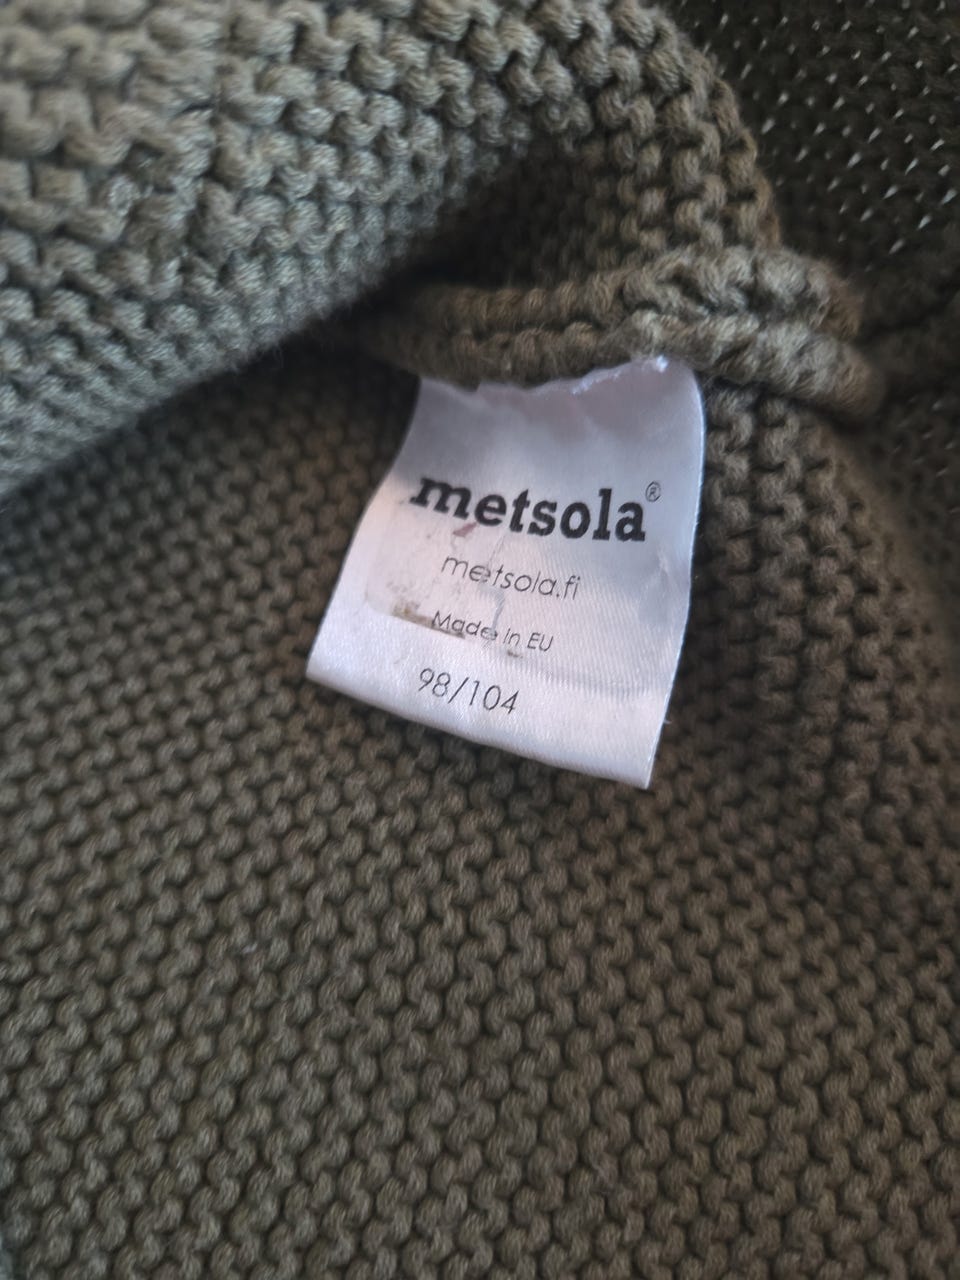 metsola®
metsola.fi
Made in EU
98/104